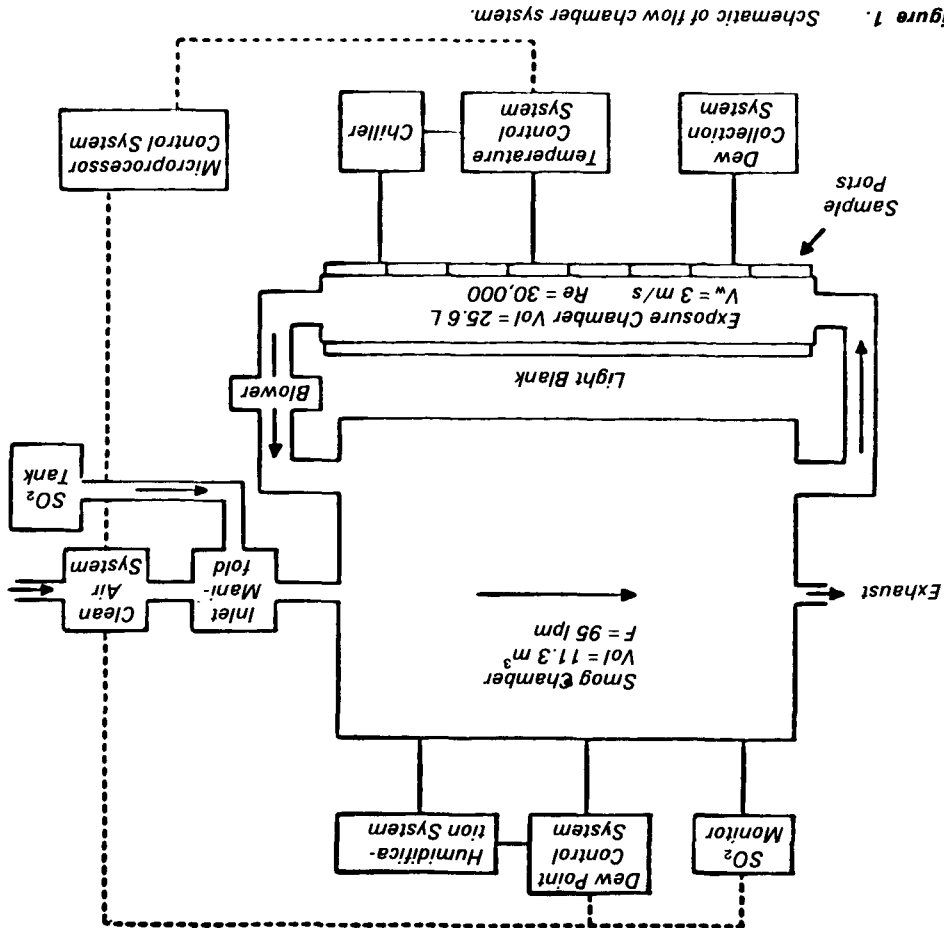 SO₂
Monitor
Dew Point
Control
System
Humidifica-
tion System
Smog Chamber
Vol = 11.3 m³
F = 95 lpm
Exhaust
Inlet
Mani-
fold
Clean
Air
System
SO₂
Tank
Light Blank
Blower
Exposure Chamber Vol = 25.6 L
Vw = 3 m/s Re = 30,000
Sample
Ports
Dew
Collection
System
Temperature
Control
System
Chiller
Microprocessor
Control System
igure 1. Schematic of flow chamber system.